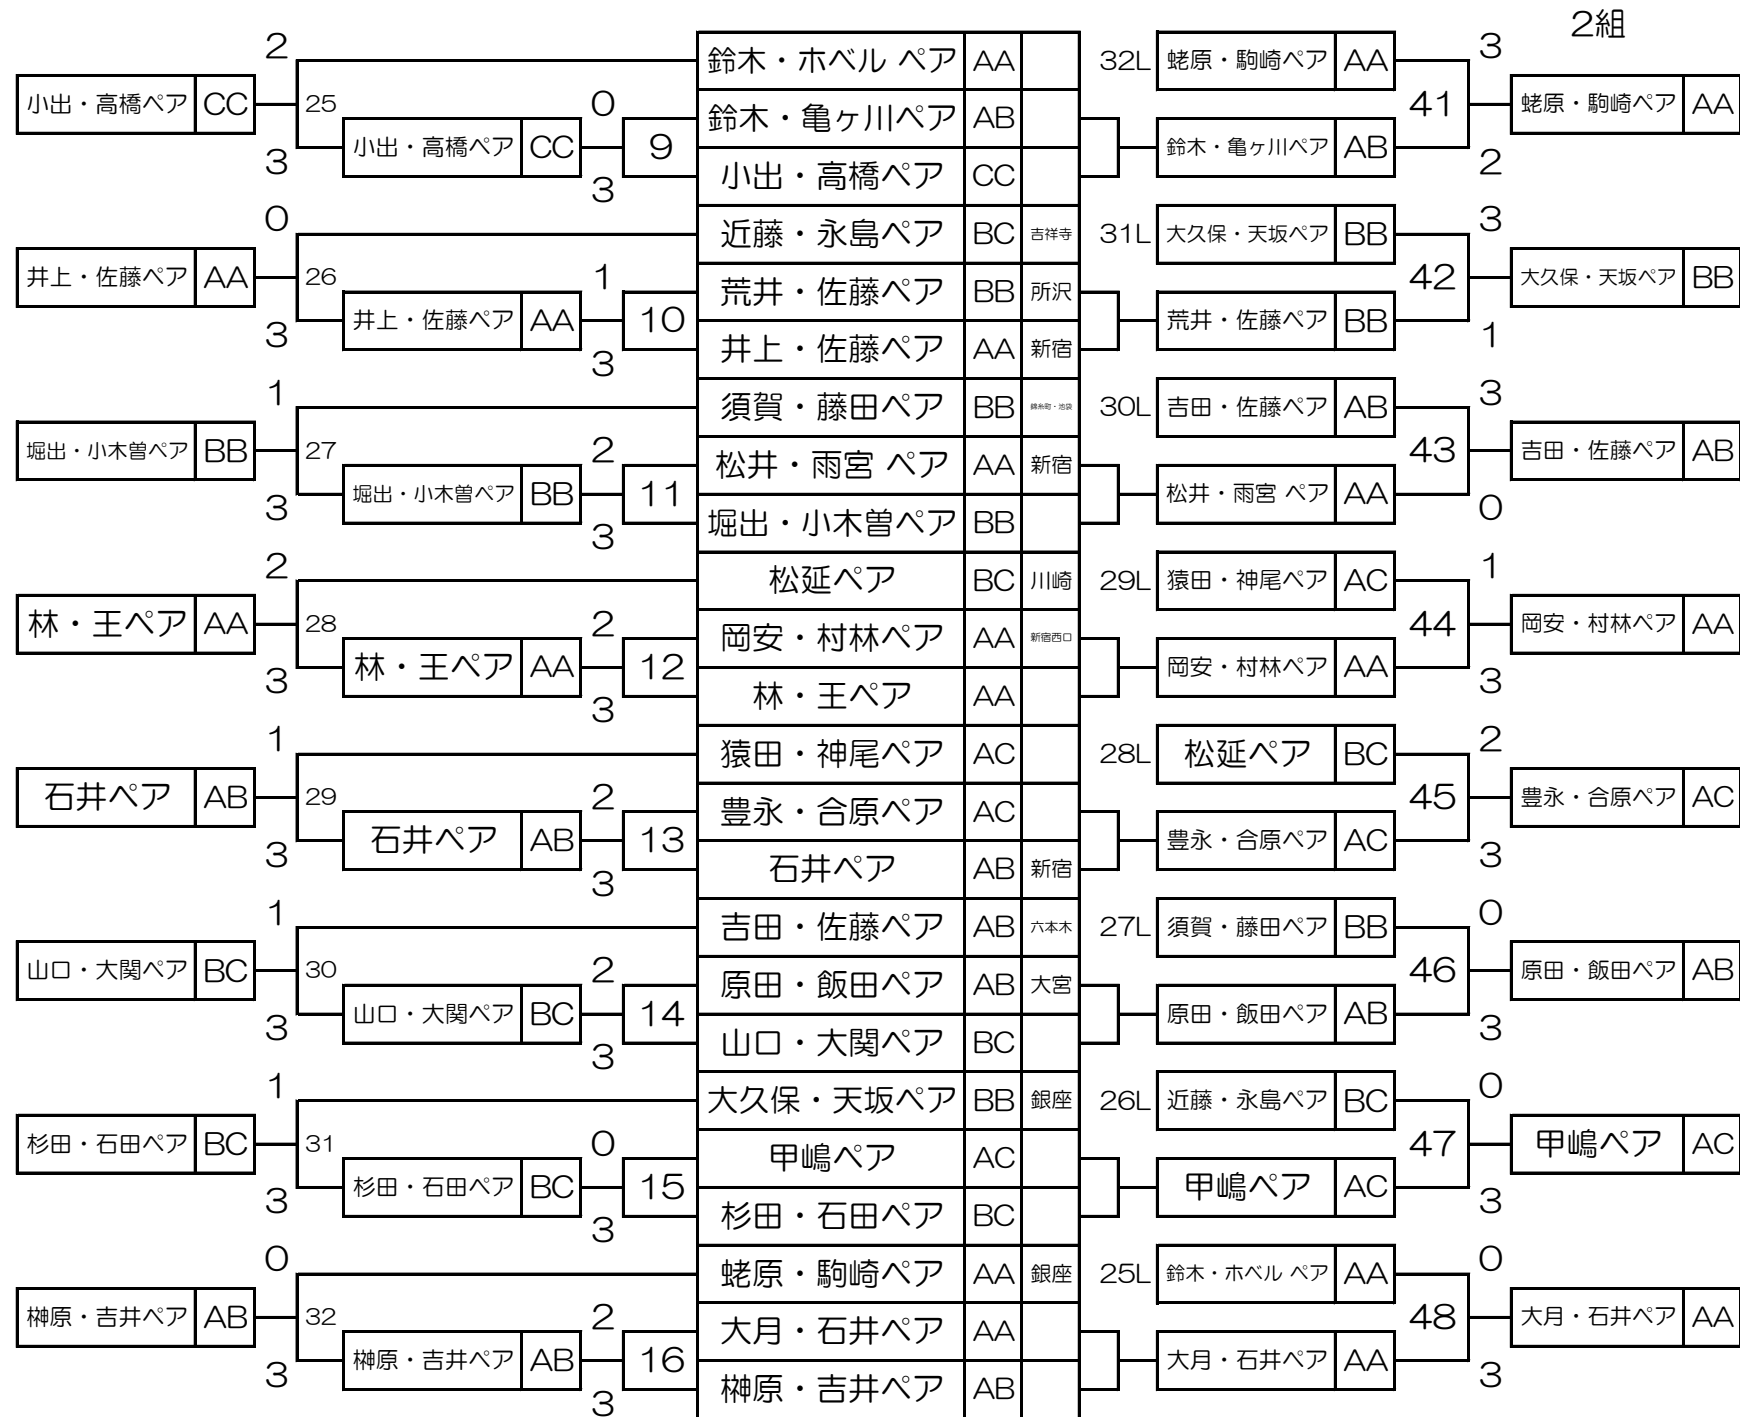 2組
2 鈴木・ホベル ペア AA 32L 蛯原・駒崎ペア AA 3
小出・高橋ペア CC 25 0 鈴木・亀ヶ川ペア AB 41 蛯原・駒崎ペア AA
小出・高橋ペア CC 9 鈴木・亀ヶ川ペア AB
3 3 小出・高橋ペア CC 2
0 近藤・永島ペア BC 吉祥寺 31L 大久保・天坂ペア BB 3
井上・佐藤ペア AA 26 1 荒井・佐藤ペア BB 所沢 42 大久保・天坂ペア BB
井上・佐藤ペア AA 10 荒井・佐藤ペア BB
3 3 井上・佐藤ペア AA 新宿 1
1 須賀・藤田ペア BB 錦糸町・池袋 30L 吉田・佐藤ペア AB 3
堀出・小木曽ペア BB 27 2 松井・雨宮 ペア AA 新宿 43 吉田・佐藤ペア AB
堀出・小木曽ペア BB 11 松井・雨宮 ペア AA
3 3 堀出・小木曽ペア BB 0
2 松延ペア BC 川崎 29L 猿田・神尾ペア AC 1
林・王ペア AA 28 2 岡安・村林ペア AA 新宿西口 44 岡安・村林ペア AA
林・王ペア AA 12 岡安・村林ペア AA
3 3 林・王ペア AA 3
1 猿田・神尾ペア AC 28L 松延ペア BC 2
石井ペア AB 29 2 豊永・合原ペア AC 45 豊永・合原ペア AC
石井ペア AB 13 豊永・合原ペア AC
3 3 石井ペア AB 新宿 3
1 吉田・佐藤ペア AB 六本木 27L 須賀・藤田ペア BB 0
山口・大関ペア BC 30 2 原田・飯田ペア AB 大宮 46 原田・飯田ペア AB
山口・大関ペア BC 14 原田・飯田ペア AB
3 3 山口・大関ペア BC 3
1 大久保・天坂ペア BB 銀座 26L 近藤・永島ペア BC 0
杉田・石田ペア BC 31 0 甲嶋ペア AC 47 甲嶋ペア AC
杉田・石田ペア BC 15 甲嶋ペア AC
3 3 杉田・石田ペア BC 3
0 蛯原・駒崎ペア AA 銀座 25L 鈴木・ホベル ペア AA 0
榊原・吉井ペア AB 32 2 大月・石井ペア AA 48 大月・石井ペア AA
榊原・吉井ペア AB 16 大月・石井ペア AA
3 3 榊原・吉井ペア AB 3